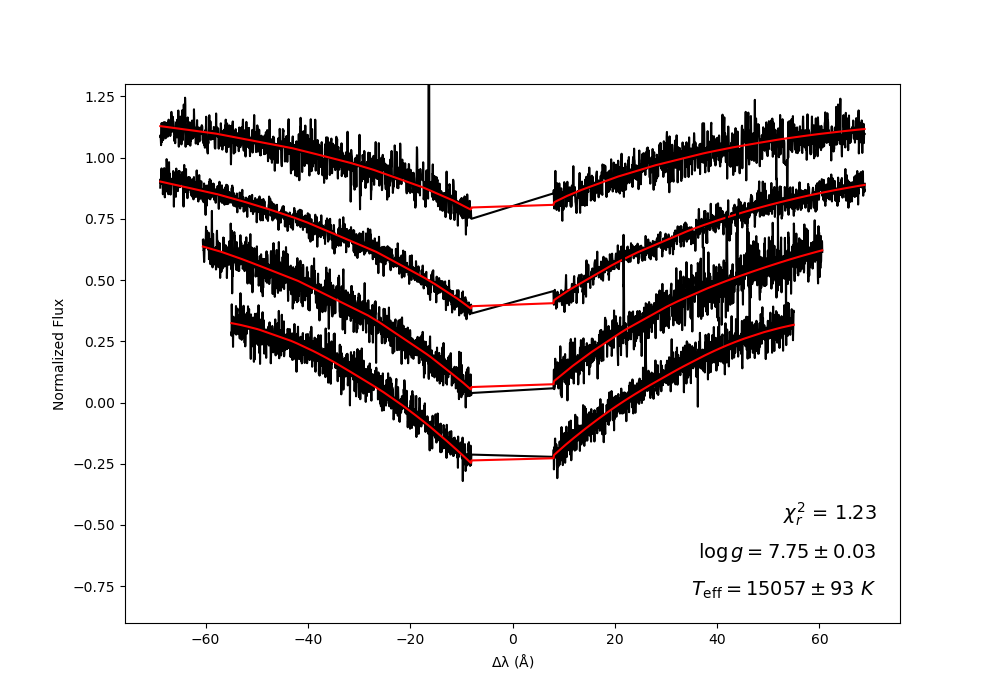 1.25
1.00
0.75
0.50
0.25
0.00
−0.25
−0.50
−0.75
Normalized Flux
χ²ᵣ = 1.23
log g = 7.75 ± 0.03
T_eff = 15057 ± 93 K
−60 −40 −20 0 20 40 60
Δλ (Å)